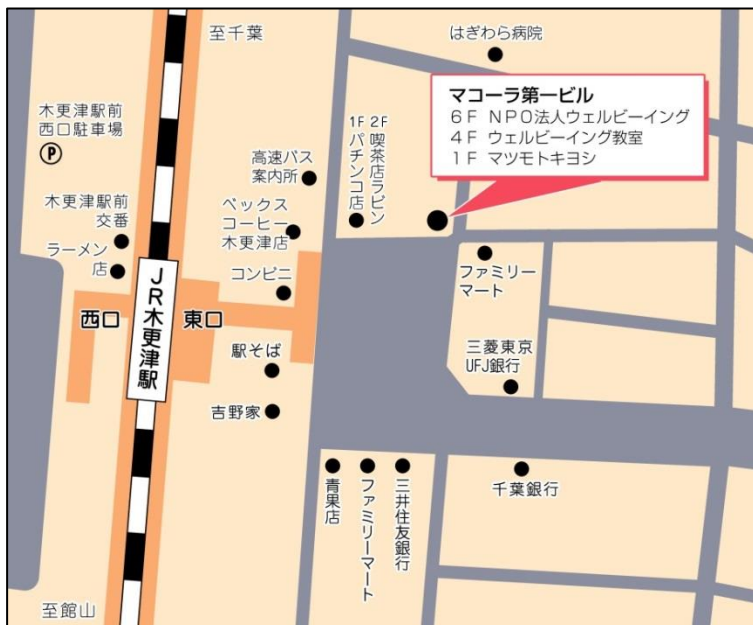 至千葉
はぎわら病院
木更津駅前
西口駐車場
P
マコーラ第一ビル
6F NPO法人ウェルビーイング
4F ウェルビーイング教室
1F マツモトキヨシ
2F 喫茶店ラビン
1F パチンコ店
高速バス
案内所
木更津駅前
交番
ベックス
コーヒー
木更津店
ラーメン
店
コンビニ
ファミリー
マート
JR木更津駅
西口
東口
駅そば
三菱東京
UFJ銀行
吉野家
青果店
ファミリーマート
三井住友銀行
千葉銀行
至館山